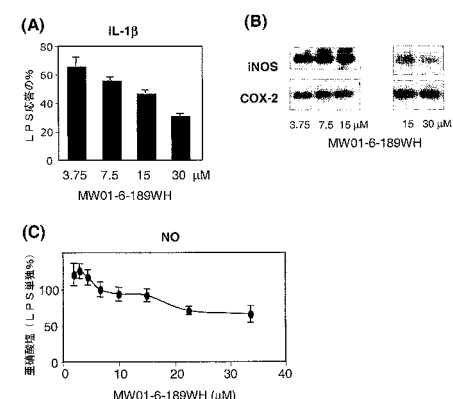 (A)
IL-1β
LPS応答の%
80
60
40
20
0
3.75 7.5 15 30 μM
MW01-6-189WH
(B)
iNOS
COX-2
3.75 7.5 15 μM 15 30 μM
MW01-6-189WH
(C)
NO
亜硝酸塩（LPS単独%）
100
50
0
0 10 20 30 40
MW01-6-189WH (μM)